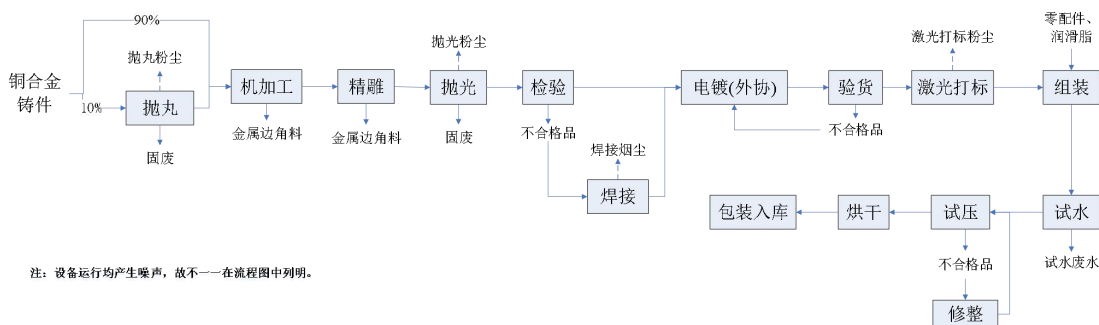 90%
铜合金
铸件
10%
抛丸粉尘
抛丸
固废
机加工
金属边角料
精雕
金属边角料
抛光粉尘
抛光
固废
检验
不合格品
焊接烟尘
焊接
电镀(外协)
验货
不合格品
激光打标粉尘
激光打标
零配件、
润滑脂
组装
试水
试水废水
试压
不合格品
修整
烘干
包装入库
注：设备运行均产生噪声，故不一一在流程图中列明。